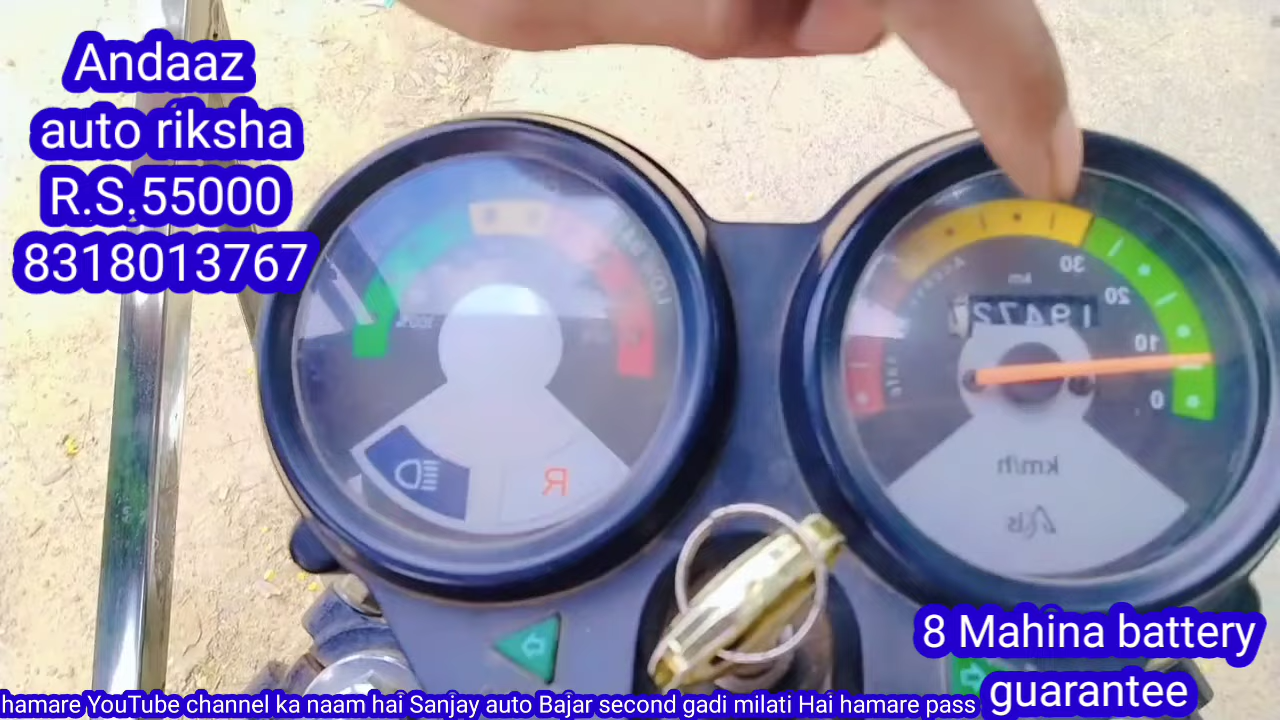 Andaaz
auto riksha
R.S.55000
8318013767
30
km
20
19472
10
0
km/h
R
8 Mahina battery
guarantee
hamare YouTube channel ka naam hai Sanjay auto Bajar second gadi milati Hai hamare pass